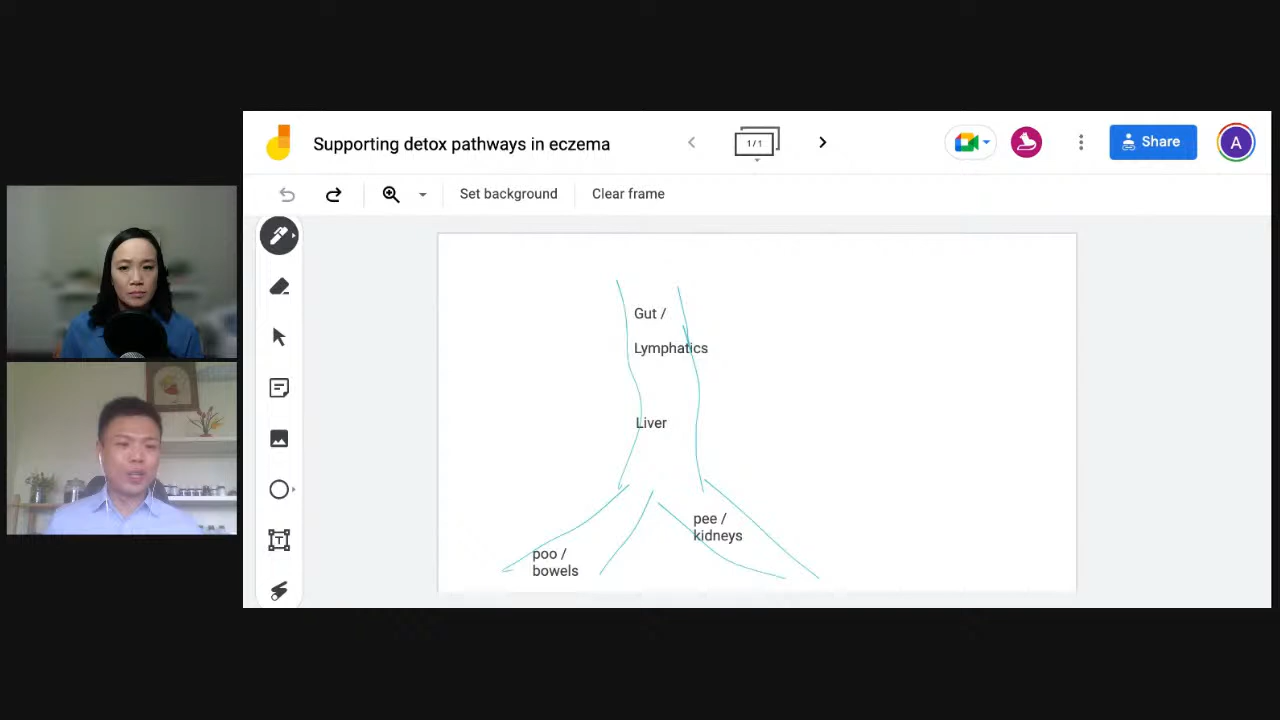 Supporting detox pathways in eczema
1/1
Share
A
Set background
Clear frame
Gut /
Lymphatics
Liver
pee /
kidneys
poo /
bowels
T